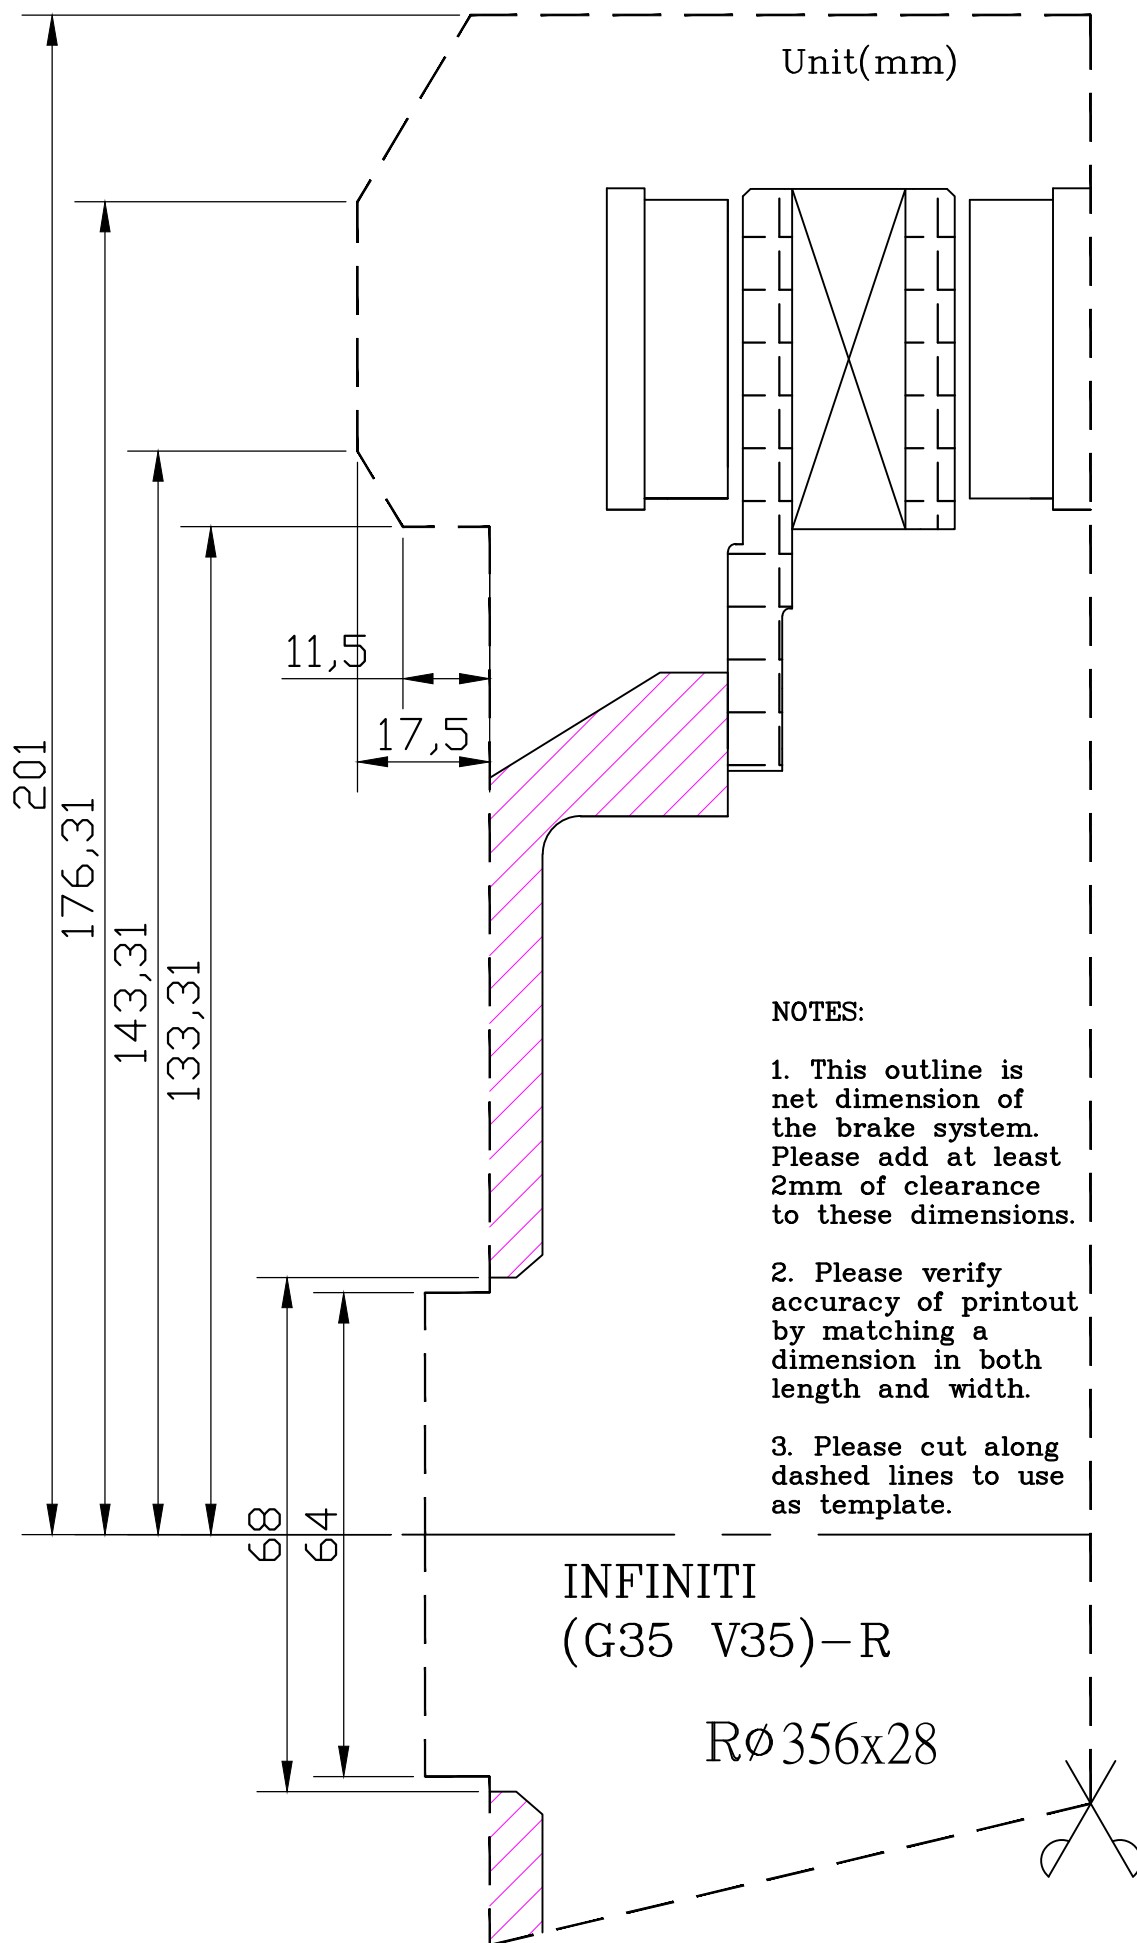 Unit(mm)
11,5
17,5
201
176,31
143,31
133,31
NOTES:
1. This outline is
net dimension of
the brake system.
Please add at least
2mm of clearance
to these dimensions.
2. Please verify
accuracy of printout
by matching a
dimension in both
length and width.
3. Please cut along
dashed lines to use
as template.
68
64
INFINITI
(G35 V35)-R
RØ356x28